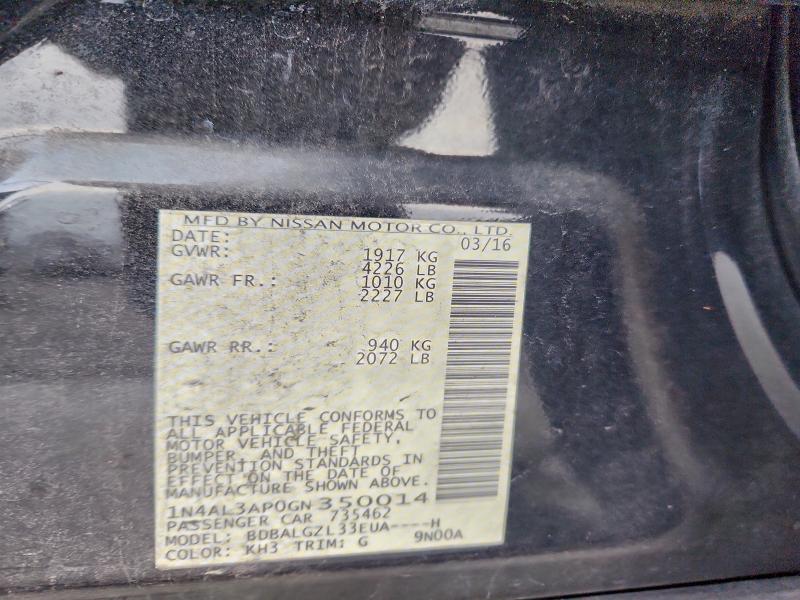 MFD BY NISSAN MOTOR CO., LTD.
DATE: 03/16
GVWR: 1917 KG
4226 LB
GAWR FR.: 1010 KG
2227 LB
GAWR RR.: 940 KG
2072 LB
THIS VEHICLE CONFORMS TO
ALL APPLICABLE FEDERAL
MOTOR VEHICLE SAFETY,
BUMPER, AND THEFT
PREVENTION STANDARDS IN
EFFECT ON THE DATE OF
MANUFACTURE SHOWN ABOVE.
1N4AL3AP0GN350014
PASSENGER CAR 735462
MODEL: BDBALGZL33EUA----H
COLOR: KH3 TRIM: G 9N00A